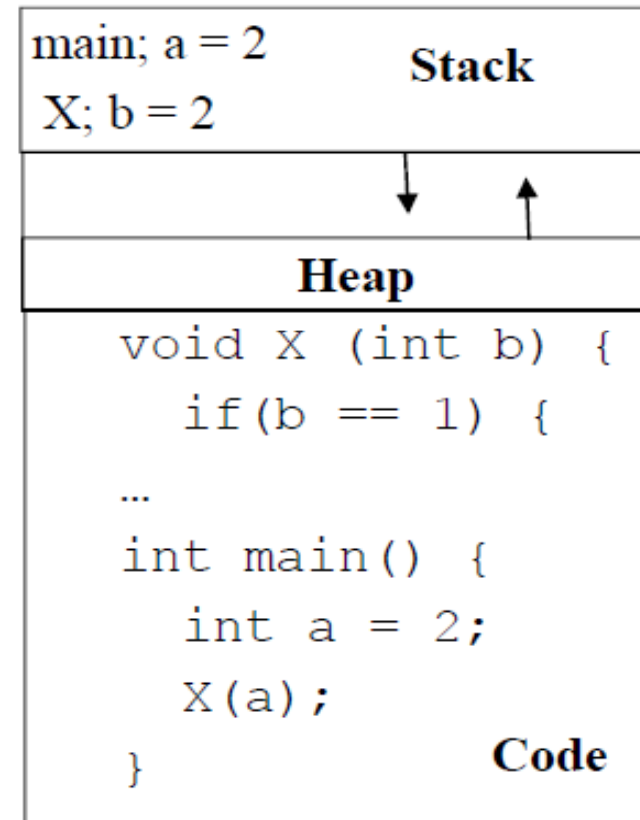 main; a = 2
Stack
X; b = 2
Heap
void X (int b) {
if(b == 1) {
…
int main() {
int a = 2;
X(a);
}
Code